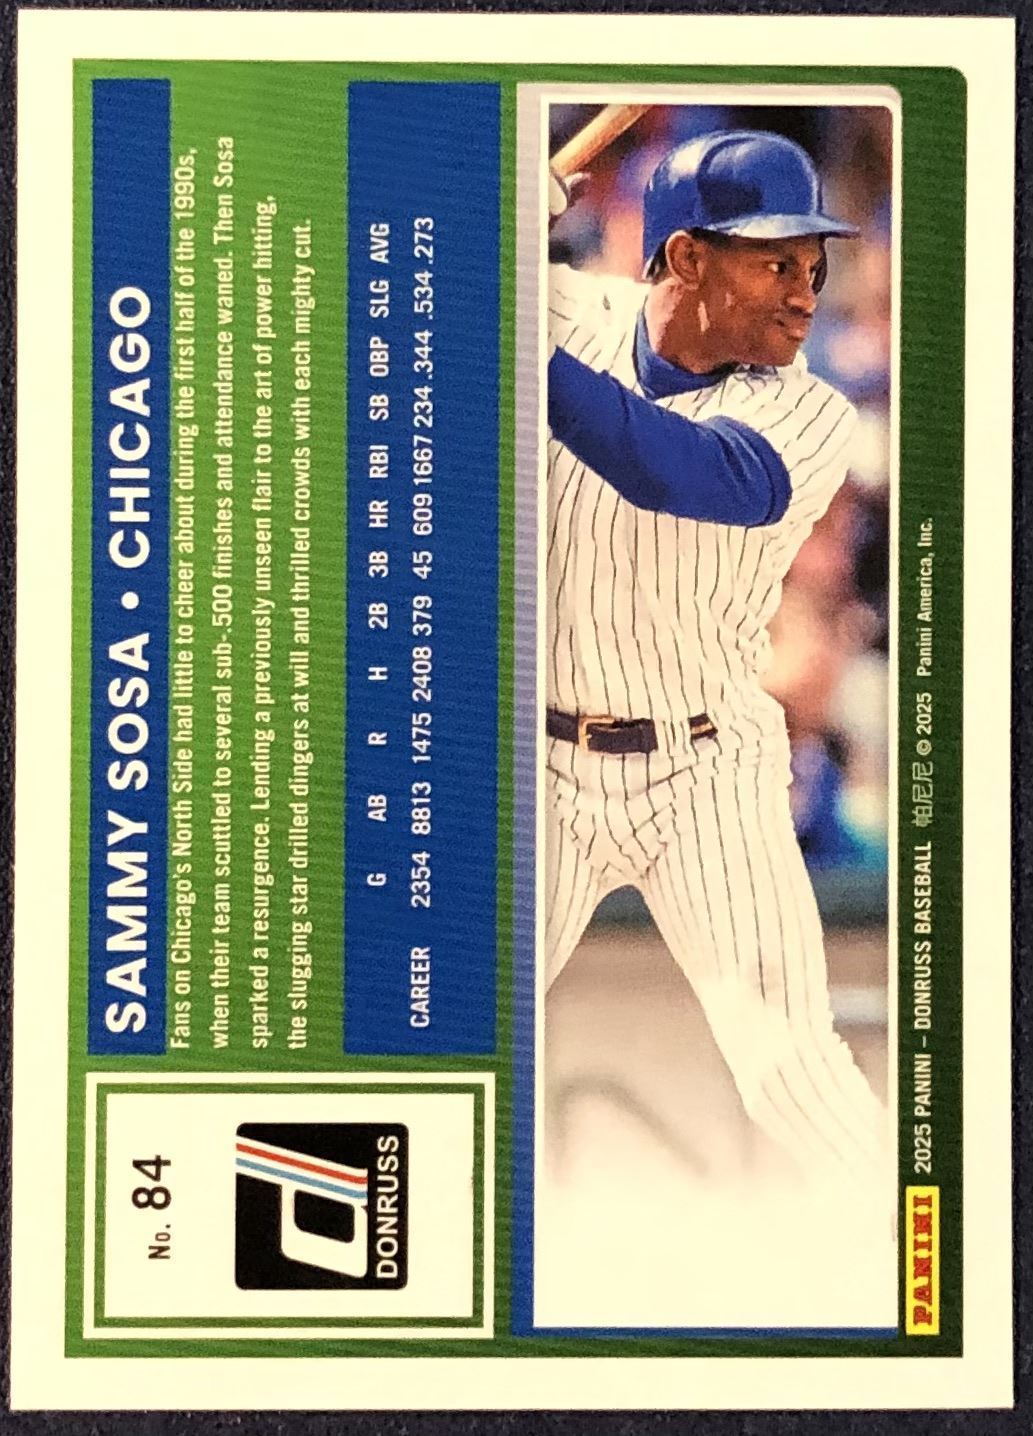 No. 84
DONRUSS
SAMMY SOSA • CHICAGO
Fans on Chicago's North Side had little to cheer about during the first half of the 1990s,
when their team scuttled to several sub-.500 finishes and attendance waned. Then Sosa
sparked a resurgence. Lending a previously unseen flair to the art of power hitting,
the slugging star drilled dingers at will and thrilled crowds with each mighty cut.
G AB R H 2B 3B HR RBI SB OBP SLG AVG
CAREER 2354 8813 1475 2408 379 45 609 1667 234 .344 .534 .273
PANINI 2025 PANINI – DONRUSS BASEBALL 帕尼尼 © 2025 Panini America, Inc.